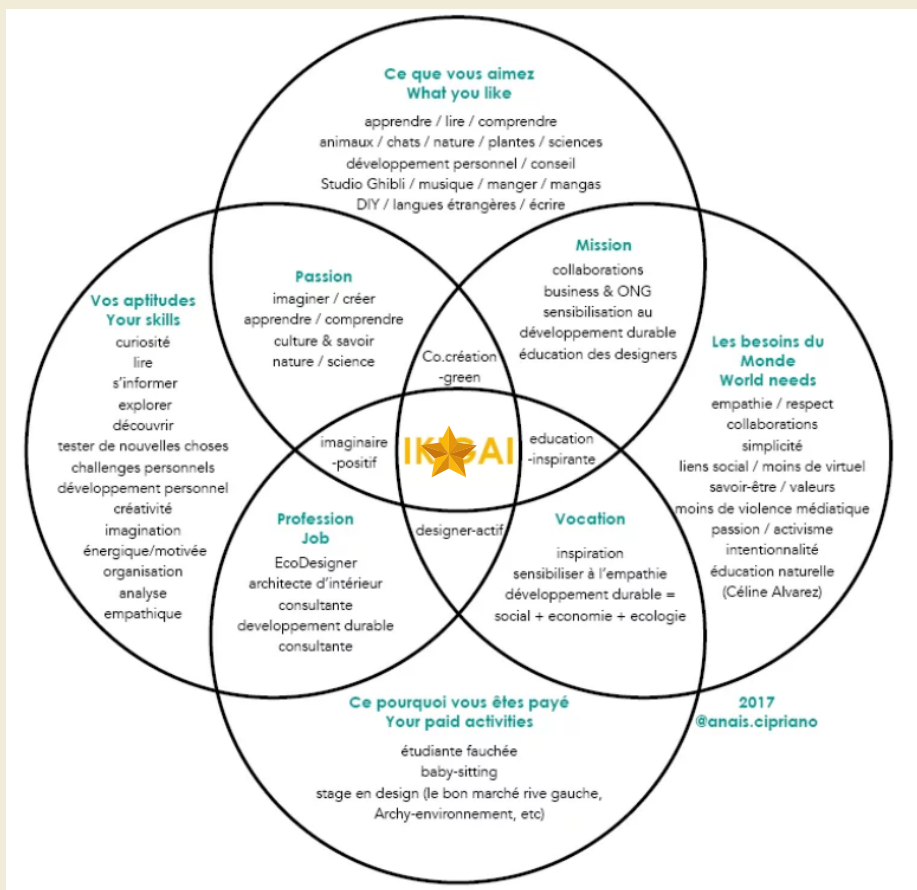 Ce que vous aimez
What you like
apprendre / lire / comprendre
animaux / chats / nature / plantes / sciences
développement personnel / conseil
Studio Ghibli / musique / manger / mangas
DIY / langues étrangères / écrire
Passion
imaginer / créer
apprendre / comprendre
culture & savoir
nature / science
Mission
collaborations
business & ONG
sensibilisation au
développement durable
éducation des designers
Vos aptitudes
Your skills
curiosité
lire
s'informer
explorer
découvrir
tester de nouvelles choses
challenges personnels
développement personnel
créativité
imagination
énergique/motivée
organisation
analyse
empathique
Co.création
-green
imaginaire
-positif
IKIGAI
education
-inspirante
designer-actif
Les besoins du
Monde
World needs
empathie / respect
collaborations
simplicité
liens social / moins de virtuel
savoir-être / valeurs
moins de violence médiatique
passion / activisme
intentionnalité
éducation naturelle
(Céline Alvarez)
Profession
Job
EcoDesigner
architecte d'intérieur
consultante
developpement durable
consultante
Vocation
inspiration
sensibiliser à l'empathie
développement durable =
social + economie + ecologie
Ce pourquoi vous êtes payé
Your paid activities
étudiante fauchée
baby-sitting
stage en design (le bon marché rive gauche,
Archy-environnement, etc)
2017
@anais.cipriano